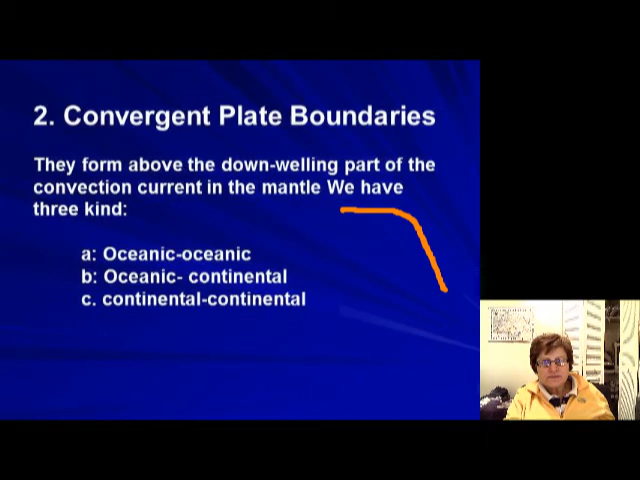 2. Convergent Plate Boundaries
They form above the down-welling part of the
convection current in the mantle We have
three kind:
a: Oceanic-oceanic
b: Oceanic- continental
c. continental-continental